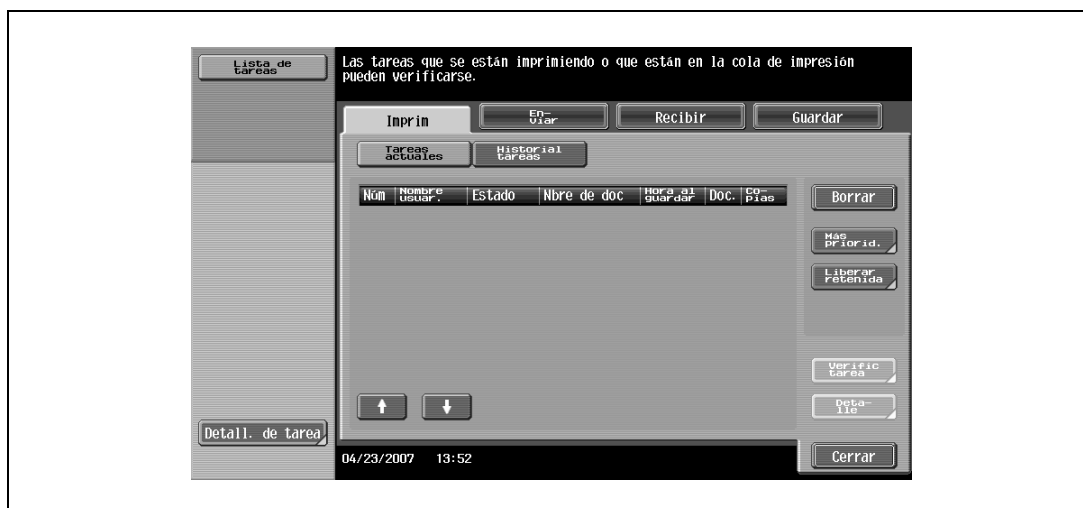 Lista de
tareas
Las tareas que se están imprimiendo o que están en la cola de impresión
pueden verificarse.
Imprim
En-
viar
Recibir
Guardar
Tareas
actuales
Historial
tareas
Núm
Nombre
usuar.
Estado
Nbre de doc
Hora al
guardar
Doc.
Co-
pias
Borrar
Más
priorid.
Liberar
retenida
Verific
tarea
Deta-
lle
Detall. de tarea
04/23/2007 13:52
Cerrar